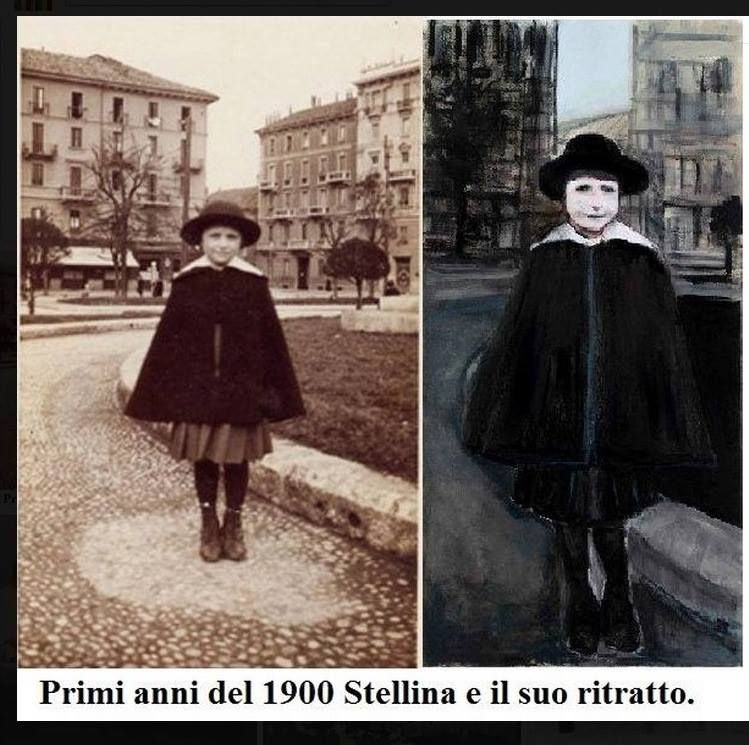 Primi anni del 1900 Stellina e il suo ritratto.